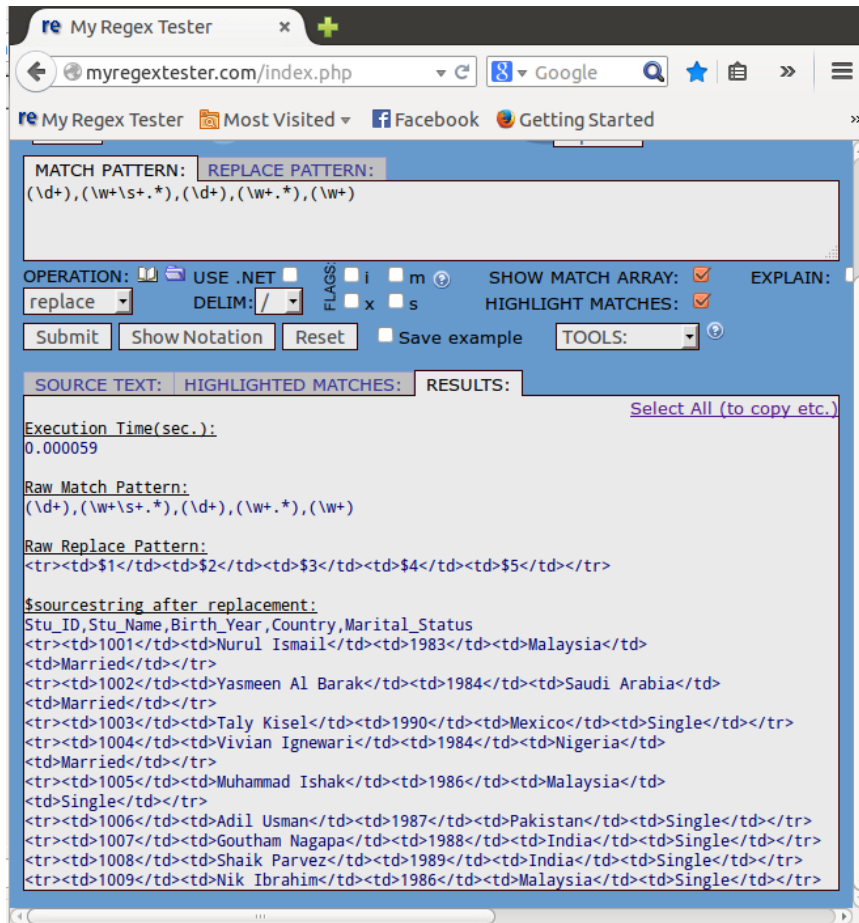 re My Regex Tester ×
myregextester.com/index.php 8 Google »
re My Regex Tester Most Visited Facebook Getting Started »
MATCH PATTERN: REPLACE PATTERN:
(\d+),(\w+\s+.*),(\d+),(\w+.*),(\w+)
OPERATION: USE .NET FLAGS: i m SHOW MATCH ARRAY: EXPLAIN:
replace DELIM: / x s HIGHLIGHT MATCHES:
Submit Show Notation Reset Save example TOOLS:
SOURCE TEXT: HIGHLIGHTED MATCHES: RESULTS:
Select All (to copy etc.)
Execution Time(sec.):
0.000059
Raw Match Pattern:
(\d+),(\w+\s+.*),(\d+),(\w+.*),(\w+)
Raw Replace Pattern:
<tr><td>$1</td><td>$2</td><td>$3</td><td>$4</td><td>$5</td></tr>
$sourcestring after replacement:
Stu_ID,Stu_Name,Birth_Year,Country,Marital_Status
<tr><td>1001</td><td>Nurul Ismail</td><td>1983</td><td>Malaysia</td>
<td>Married</td></tr>
<tr><td>1002</td><td>Yasmeen Al Barak</td><td>1984</td><td>Saudi Arabia</td>
<td>Married</td></tr>
<tr><td>1003</td><td>Taly Kisel</td><td>1990</td><td>Mexico</td><td>Single</td></tr>
<tr><td>1004</td><td>Vivian Ignewari</td><td>1984</td><td>Nigeria</td>
<td>Married</td></tr>
<tr><td>1005</td><td>Muhammad Ishak</td><td>1986</td><td>Malaysia</td>
<td>Single</td></tr>
<tr><td>1006</td><td>Adil Usman</td><td>1987</td><td>Pakistan</td><td>Single</td></tr>
<tr><td>1007</td><td>Goutham Nagapa</td><td>1988</td><td>India</td><td>Single</td></tr>
<tr><td>1008</td><td>Shaik Parvez</td><td>1989</td><td>India</td><td>Single</td></tr>
<tr><td>1009</td><td>Nik Ibrahim</td><td>1986</td><td>Malaysia</td><td>Single</td></tr>